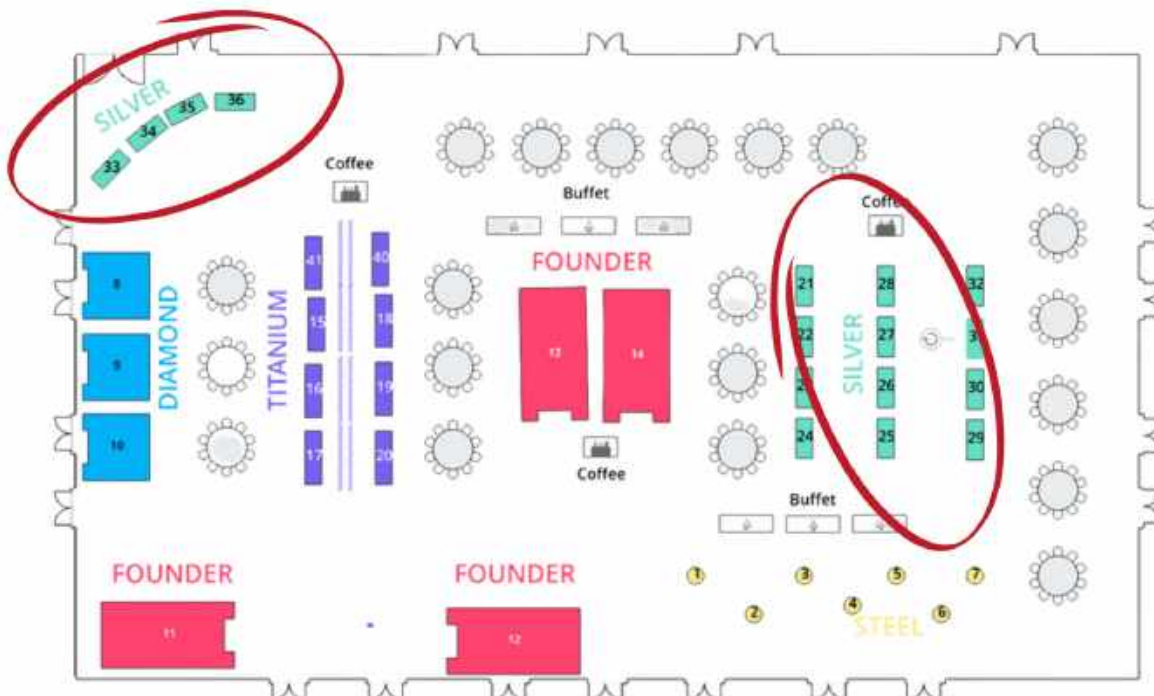 SILVER
36
35
34
33
Coffee
Buffet
Coffee
FOUNDER
8
9
10
DIAMOND
TITANIUM
41
15
16
17
40
18
19
20
13
14
Coffee
21
22
24
SILVER
28
27
26
25
32
30
29
Buffet
FOUNDER
11
FOUNDER
12
1
2
3
4
5
6
7
STEEL